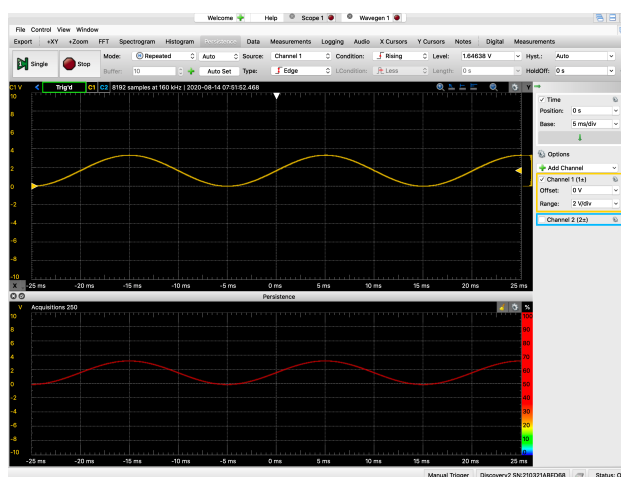 Welcome Help Scope 1 Wavegen 1
File Control View Window
Export +XY +Zoom FFT Spectrogram Histogram Persistence Data Measurements Logging Audio X Cursors Y Cursors Notes Digital Measurements
Single Stop Mode: Repeated Auto Source: Channel 1 Condition: Rising Level: 1.64638 V Hyst.: Auto
Buffer: 10 Auto Set Type: Edge LCondition: Less Length: 0 s HoldOff: 0 s
C1 V Trig'd C1 C2 8192 samples at 160 kHz | 2020-08-14 07:51:52.468 Y
10
8
6
4
2
0
-2
-4
-6
-8
-10
X -25 ms -20 ms -15 ms -10 ms -5 ms 0 ms 5 ms 10 ms 15 ms 20 ms 25 ms
Time
Position: 0 s
Base: 5 ms/div
Options
Add Channel
Channel 1 (1±)
Offset: 0 V
Range: 2 V/div
Channel 2 (2±)
Persistence
V Acquisitions 250 %
10
8
6
4
2
0
-2
-4
-6
-8
-10
100
90
80
70
60
50
40
30
20
10
-25 ms -20 ms -15 ms -10 ms -5 ms 0 ms 5 ms 10 ms 15 ms 20 ms 25 ms
Manual Trigger Discovery2 SN:210321ABFD68 Status: O